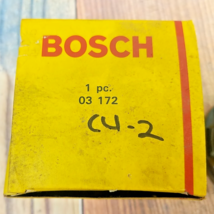 BOSCH
1 pc.
03 172
CH-2